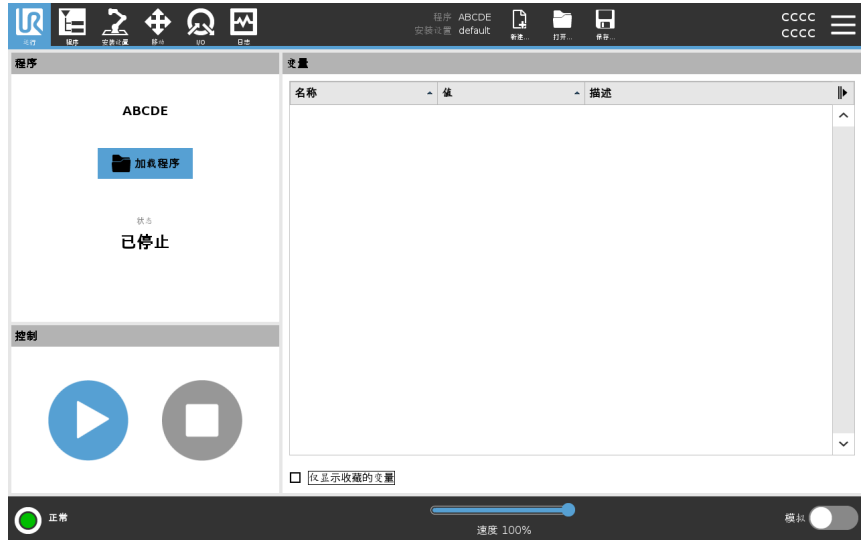 UR
程序 ABCDE
安装设置 default
cccc
cccc
运行
程序
安装设置
移动
I/O
日志
新建...
打开...
保存...
程序
变量
名称
值
描述
ABCDE
加载程序
状态
已停止
控制
仅显示收藏的变量
正常
速度 100%
模拟